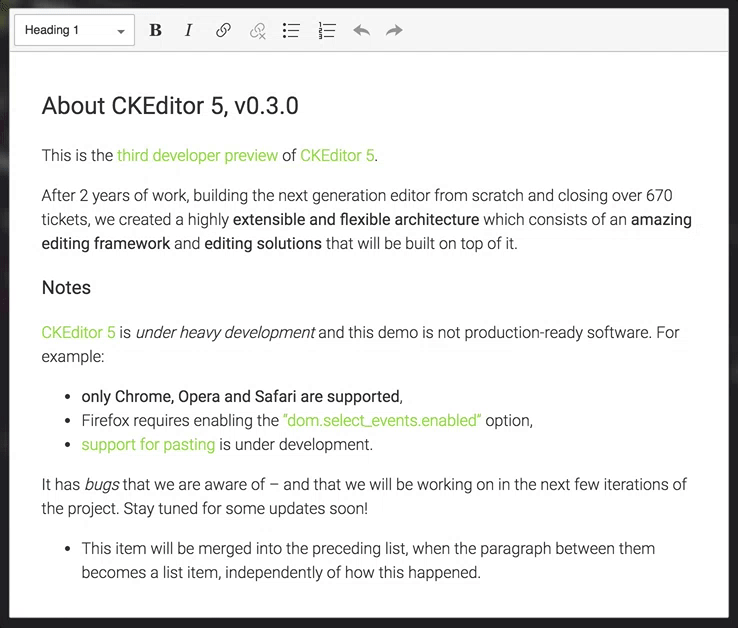 Heading 1 B I
About CKEditor 5, v0.3.0
This is the third developer preview of CKEditor 5.
After 2 years of work, building the next generation editor from scratch and closing over 670
tickets, we created a highly extensible and flexible architecture which consists of an amazing
editing framework and editing solutions that will be built on top of it.
Notes
CKEditor 5 is under heavy development and this demo is not production-ready software. For
example:
• only Chrome, Opera and Safari are supported,
• Firefox requires enabling the "dom.select_events.enabled" option,
• support for pasting is under development.
It has bugs that we are aware of – and that we will be working on in the next few iterations of
the project. Stay tuned for some updates soon!
• This item will be merged into the preceding list, when the paragraph between them
becomes a list item, independently of how this happened.